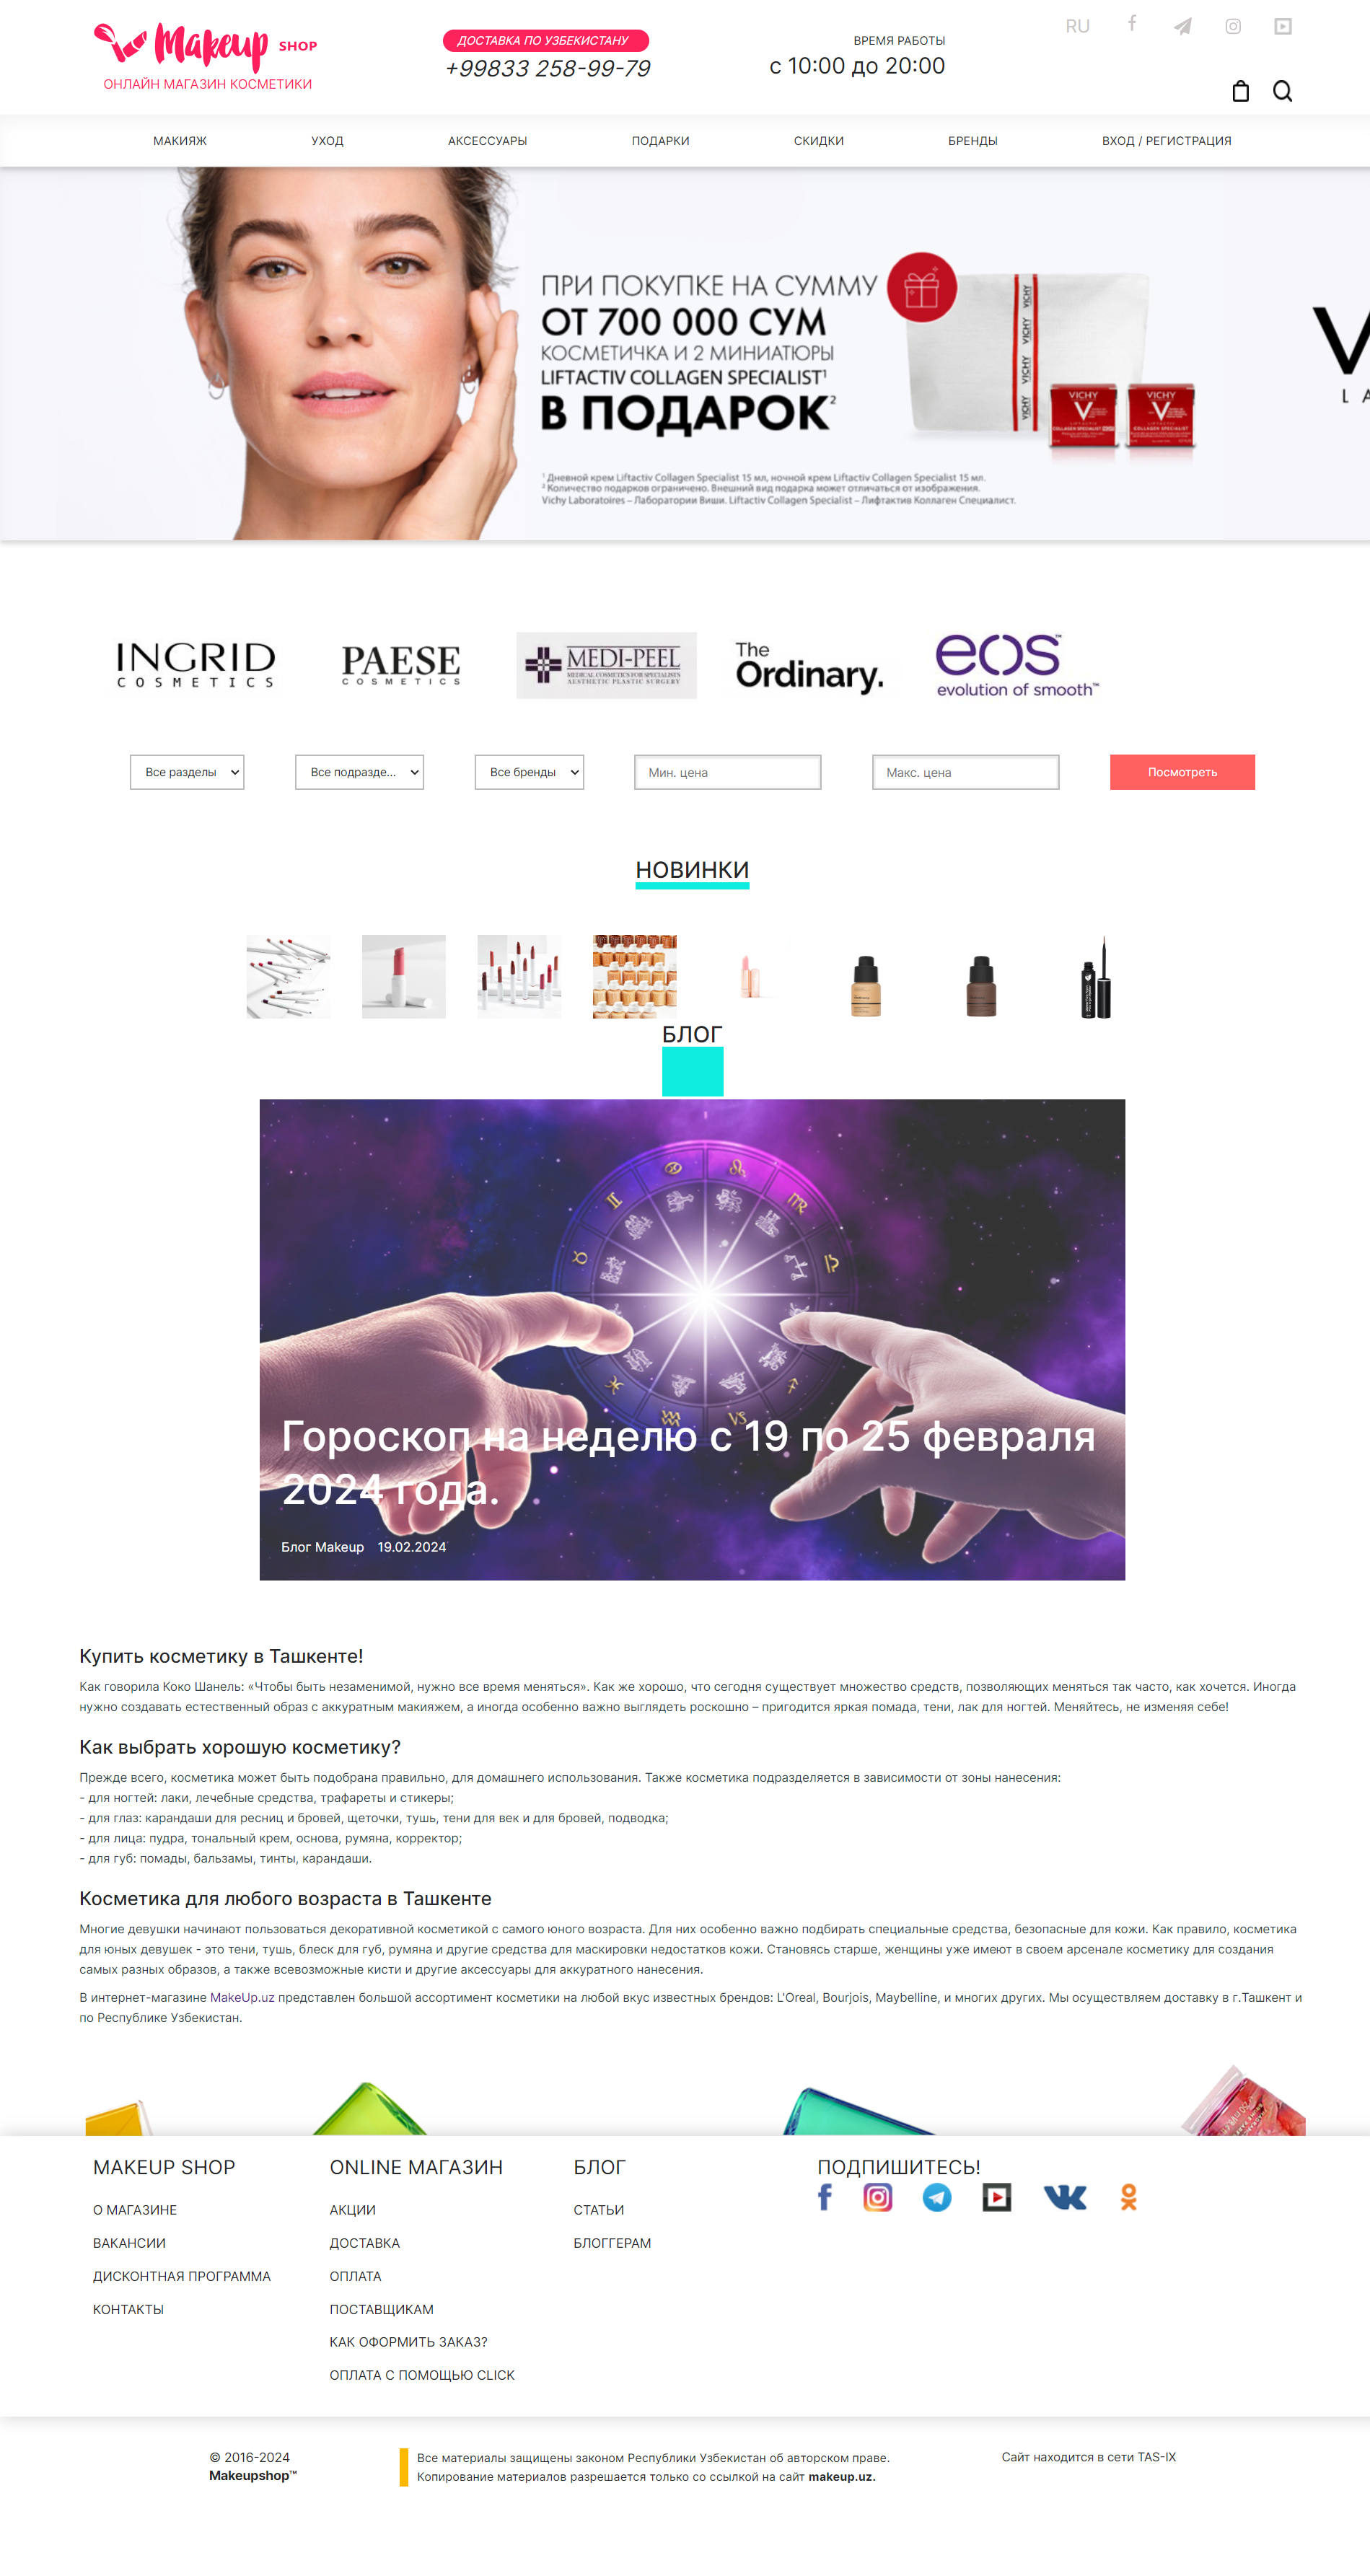 RU
Makeup SHOP
ОНЛАЙН МАГАЗИН КОСМЕТИКИ
ДОСТАВКА ПО УЗБЕКИСТАНУ
+99833 258-99-79
ВРЕМЯ РАБОТЫ
с 10:00 до 20:00
МАКИЯЖ
УХОД
АКСЕССУАРЫ
ПОДАРКИ
СКИДКИ
БРЕНДЫ
ВХОД / РЕГИСТРАЦИЯ
ПРИ ПОКУПКЕ НА СУММУ
ОТ 700 000 СУМ
КОСМЕТИЧКА И 2 МИНИАТЮРЫ
LIFTACTIV COLLAGEN SPECIALIST¹
В ПОДАРОК²
¹ Дневной крем Liftactiv Collagen Specialist 15 мл, ночной крем Liftactiv Collagen Specialist 15 мл.
² Количество подарков ограничено. Внешний вид подарка может отличаться от изображения.
Vichy Laboratoires – Лаборатории Виши. Liftactiv Collagen Specialist – Лифтактив Коллаген Специалист.
VICHY
VICHY
VICHY
VICHY
VICHY
INGRID
COSMETICS
PAESE
COSMETICS
MEDI-PEEL
MEDICAL COSMETICS FOR SPECIALISTS
AESTHETIC PLASTIC SURGERY
The
Ordinary.
eos™
evolution of smooth™
Все разделы
Все подразде...
Все бренды
Мин. цена
Макс. цена
Посмотреть
НОВИНКИ
БЛОГ
Гороскоп на неделю с 19 по 25 февраля
2024 года.
Блог Makeup 19.02.2024
Купить косметику в Ташкенте!
Как говорила Коко Шанель: «Чтобы быть незаменимой, нужно все время меняться». Как же хорошо, что сегодня существует множество средств, позволяющих меняться так часто, как хочется. Иногда
нужно создавать естественный образ с аккуратным макияжем, а иногда особенно важно выглядеть роскошно – пригодится яркая помада, тени, лак для ногтей. Меняйтесь, не изменяя себе!
Как выбрать хорошую косметику?
Прежде всего, косметика может быть подобрана правильно, для домашнего использования. Также косметика подразделяется в зависимости от зоны нанесения:
- для ногтей: лаки, лечебные средства, трафареты и стикеры;
- для глаз: карандаши для ресниц и бровей, щеточки, тушь, тени для век и для бровей, подводка;
- для лица: пудра, тональный крем, основа, румяна, корректор;
- для губ: помады, бальзамы, тинты, карандаши.
Косметика для любого возраста в Ташкенте
Многие девушки начинают пользоваться декоративной косметикой с самого юного возраста. Для них особенно важно подбирать специальные средства, безопасные для кожи. Как правило, косметика
для юных девушек - это тени, тушь, блеск для губ, румяна и другие средства для маскировки недостатков кожи. Становясь старше, женщины уже имеют в своем арсенале косметику для создания
самых разных образов, а также всевозможные кисти и другие аксессуары для аккуратного нанесения.
В интернет-магазине MakeUp.uz представлен большой ассортимент косметики на любой вкус известных брендов: L'Oreal, Bourjois, Maybelline, и многих других. Мы осуществляем доставку в г.Ташкент и
по Республике Узбекистан.
MAKEUP SHOP
О МАГАЗИНЕ
ВАКАНСИИ
ДИСКОНТНАЯ ПРОГРАММА
КОНТАКТЫ
ONLINE МАГАЗИН
АКЦИИ
ДОСТАВКА
ОПЛАТА
ПОСТАВЩИКАМ
КАК ОФОРМИТЬ ЗАКАЗ?
ОПЛАТА С ПОМОЩЬЮ CLICK
БЛОГ
СТАТЬИ
БЛОГГЕРАМ
ПОДПИШИТЕСЬ!
© 2016-2024
Makeupshop™
Все материалы защищены законом Республики Узбекистан об авторском праве.
Копирование материалов разрешается только со ссылкой на сайт makeup.uz.
Сайт находится в сети TAS-IX